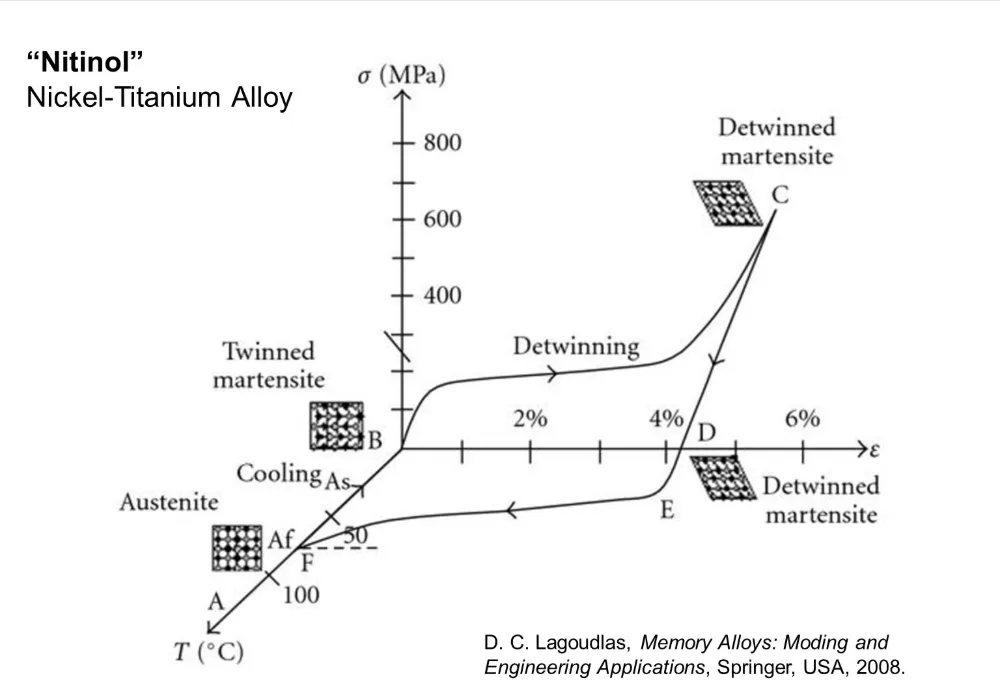 “Nitinol”
Nickel-Titanium Alloy
σ (MPa)
800
600
400
Detwinned
martensite
C
Twinned
martensite
Detwinning
B
2%
4%
D
6%
ε
Cooling
As
Austenite
Af
50
F
E
Detwinned
martensite
A
100
T (°C)
D. C. Lagoudlas, Memory Alloys: Moding and
Engineering Applications, Springer, USA, 2008.